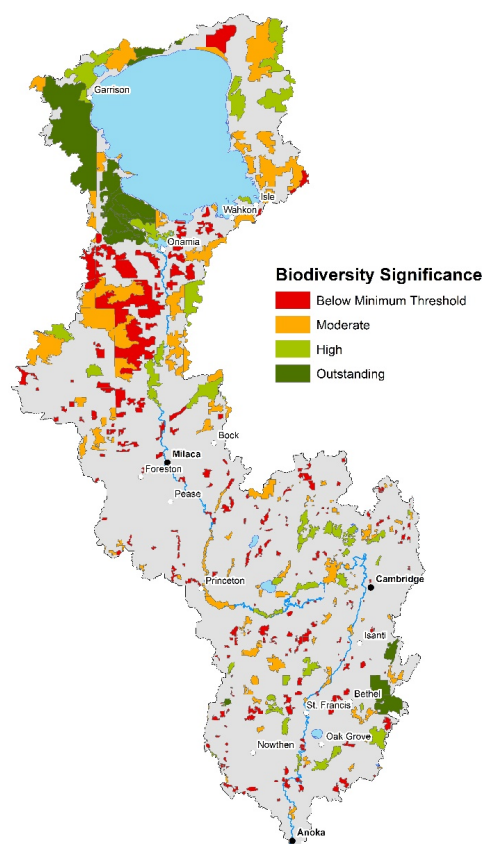 Garrison
Isle
Wahkon
Onamia
Biodiversity Significance
Below Minimum Threshold
Moderate
High
Outstanding
Bock
Milaca
Foreston
Pease
Princeton
Cambridge
Isanti
Bethel
St. Francis
Oak Grove
Nowthen
Anoka